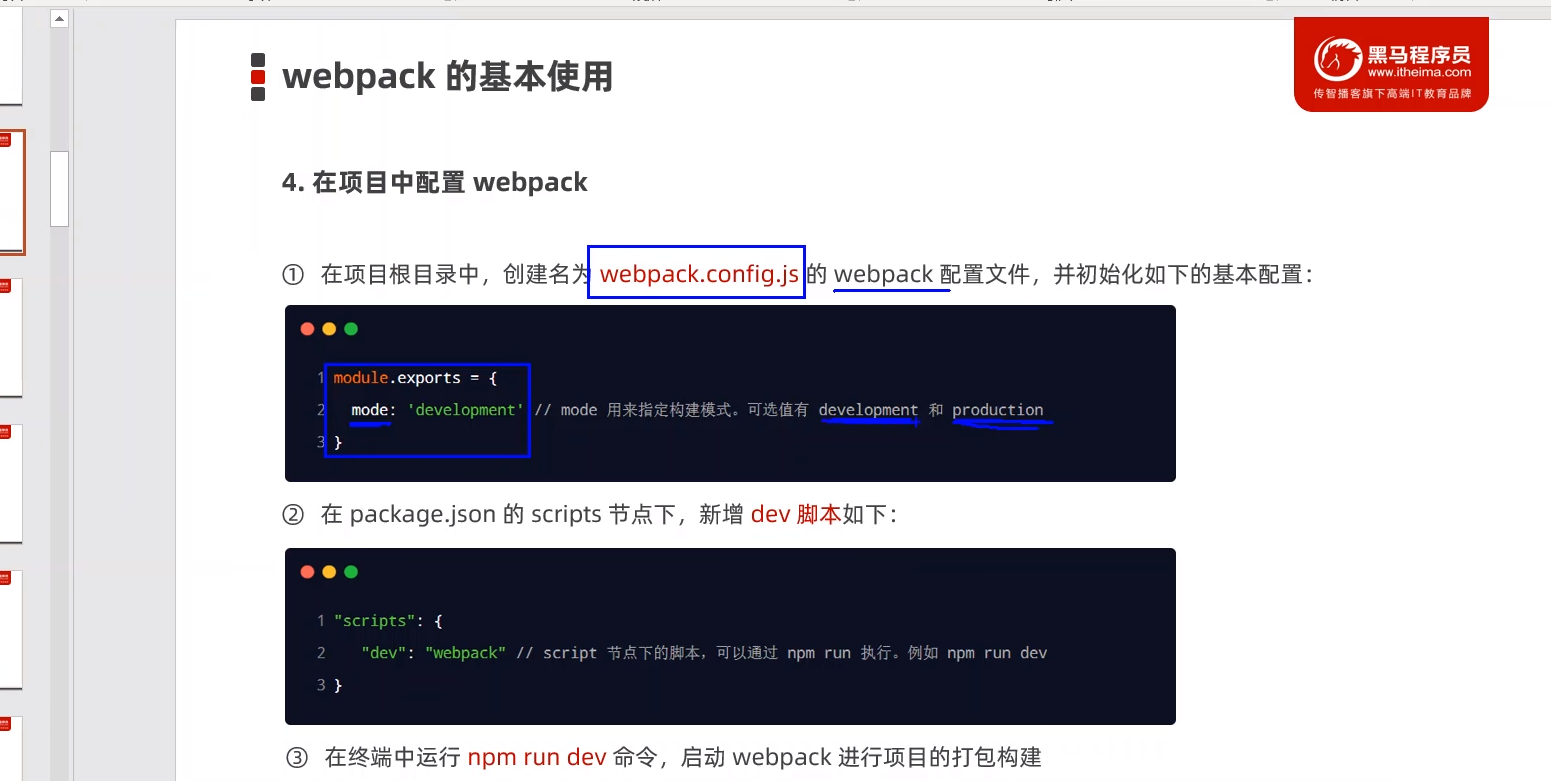 webpack 的基本使用
黑马程序员
www.itheima.com
传智播客旗下高端IT教育品牌
4. 在项目中配置 webpack
① 在项目根目录中，创建名为 webpack.config.js 的 webpack 配置文件，并初始化如下的基本配置：
1 module.exports = {
2 mode: 'development' // mode 用来指定构建模式。可选值有 development 和 production
3 }
② 在 package.json 的 scripts 节点下，新增 dev 脚本如下：
1 "scripts": {
2 "dev": "webpack" // script 节点下的脚本，可以通过 npm run 执行。例如 npm run dev
3 }
③ 在终端中运行 npm run dev 命令，启动 webpack 进行项目的打包构建